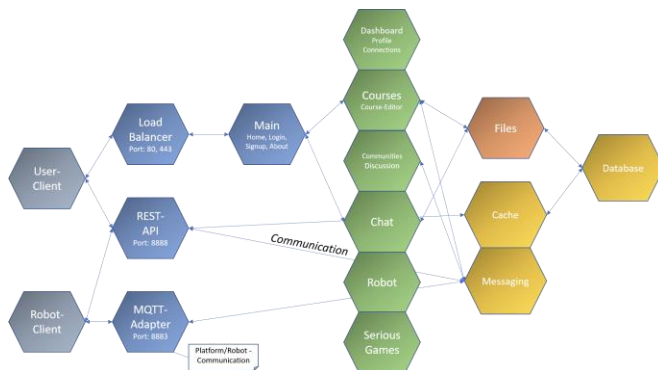 Dashboard
Profile
Connections
Courses
Course-Editor
Load
Balancer
Port: 80, 443
Main
Home, Login,
Signup, About
Files
Communities
Discussion
Database
User-
Client
REST-
API
Port: 8888
Chat
Cache
Communication
Robot
Messaging
Robot-
Client
MQTT-
Adapter
Port: 8883
Serious
Games
Platform/Robot -
Communication